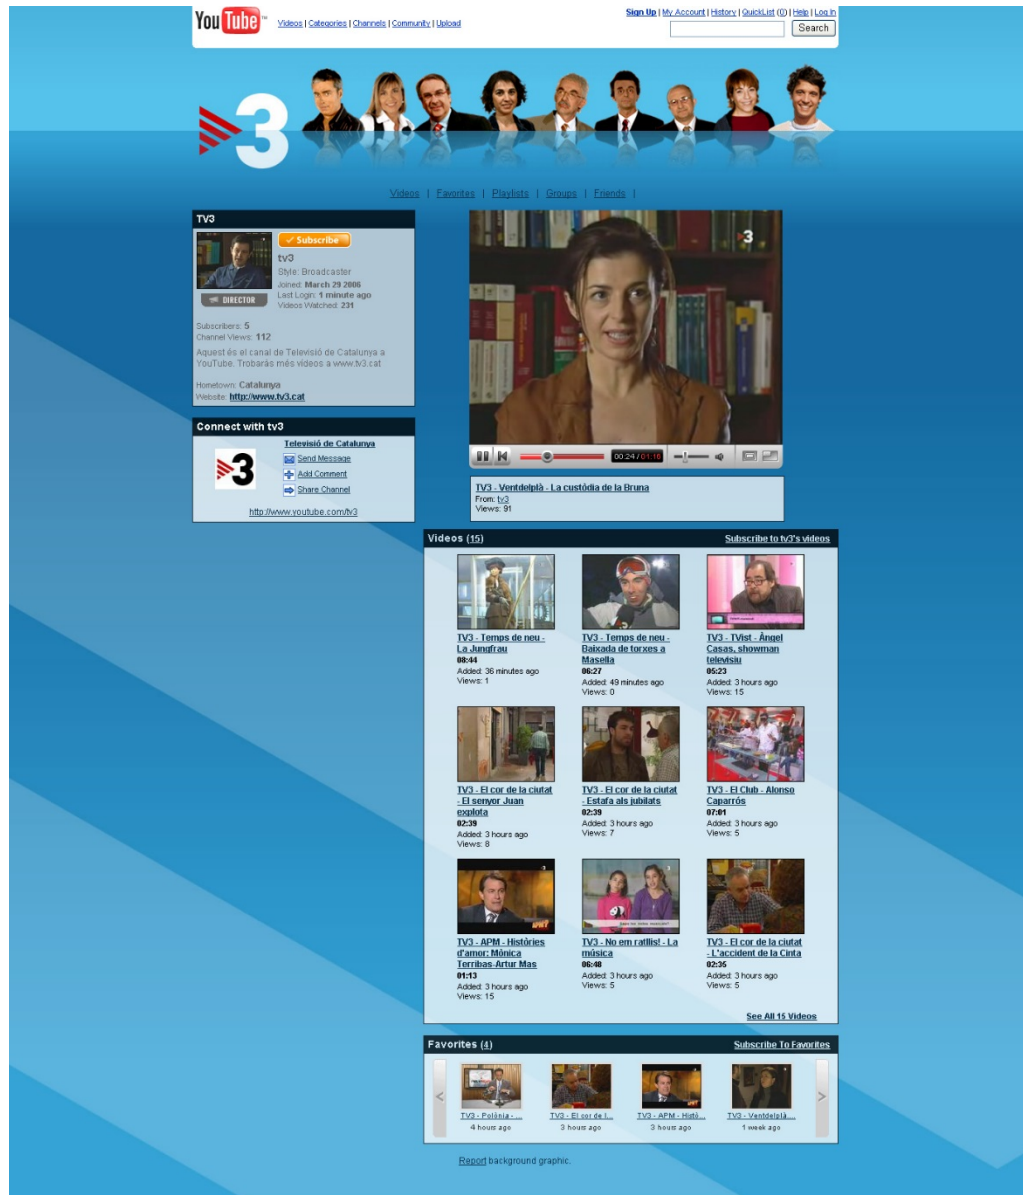 You Tube™
Videos | Categories | Channels | Community | Upload
Sign Up | My Account | History | QuickList (0) | Help | Log In
Search
3
Videos | Favorites | Playlists | Groups | Friends |
TV3
Subscribe
tv3
Style: Broadcaster
Joined: March 29 2006
Last Login: 1 minute ago
Videos Watched: 231
DIRECTOR
Subscribers: 5
Channel Views: 112
Aquest és el canal de Televisió de Catalunya a
YouTube. Trobaràs més vídeos a www.tv3.cat
Hometown: Catalunya
Website: http://www.tv3.cat
Connect with tv3
Televisió de Catalunya
3
Send Message
Add Comment
Share Channel
http://www.youtube.com/tv3
3
00:24 / 01:16
TV3 - Ventdelplà - La custòdia de la Bruna
From: tv3
Views: 91
Videos (15)
Subscribe to tv3's videos
TV3 - Temps de neu -
La Jungfrau
08:44
Added: 36 minutes ago
Views: 1
TV3 - Temps de neu -
Baixada de torxes a
Masella
06:27
Added: 49 minutes ago
Views: 0
TV3 - TVist - Àngel
Casas, showman
televisiu
05:23
Added: 3 hours ago
Views: 15
TV3 - El cor de la ciutat
- El senyor Juan
explota
02:39
Added: 3 hours ago
Views: 8
TV3 - El cor de la ciutat
- Estafa als jubilats
02:39
Added: 3 hours ago
Views: 7
TV3 - El Club - Alonso
Caparrós
07:01
Added: 3 hours ago
Views: 5
APM?
TV3 - APM - Històries
d'amor: Mònica
Terribas-Artur Mas
01:13
Added: 3 hours ago
Views: 15
TV3 - No em ratllis! - La
música
06:48
Added: 3 hours ago
Views: 5
TV3 - El cor de la ciutat
- L'accident de la Cinta
02:35
Added: 3 hours ago
Views: 5
See All 15 Videos
Favorites (4)
Subscribe To Favorites
<
TV3 - Polònia - ...
4 hours ago
TV3 - El cor de l...
3 hours ago
TV3 - APM - Histò...
3 hours ago
TV3 - Ventdelplà ...
1 week ago
>
Report background graphic.